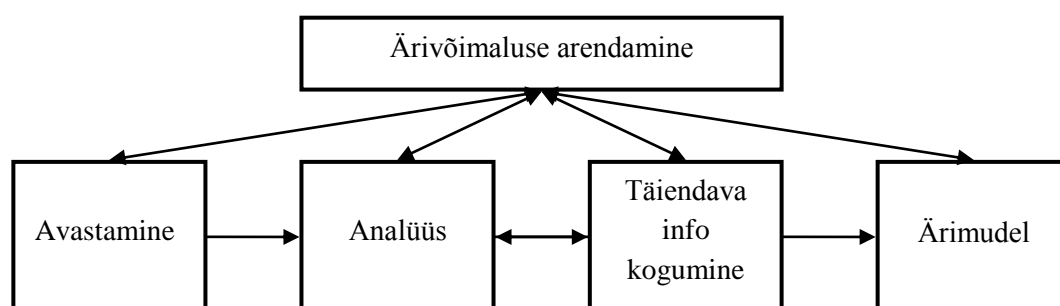 Ärivõimaluse arendamine
Avastamine
Analüüs
Täiendava
info
kogumine
Ärimudel